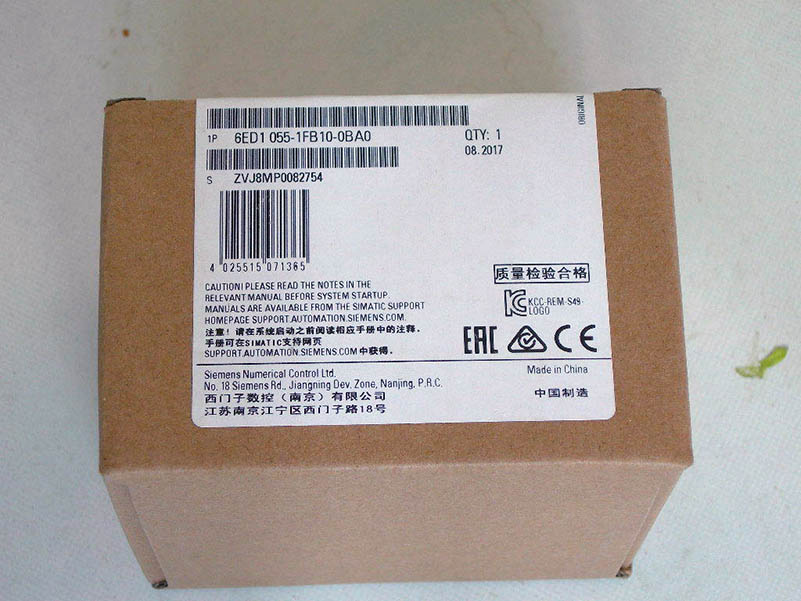 1P 6ED1 055-1FB10-0BA0
QTY: 1
08.2017
S ZVJ8MP0082754
4 025515 071365
CAUTION! PLEASE READ THE NOTES IN THE
RELEVANT MANUAL BEFORE SYSTEM STARTUP.
MANUALS ARE AVAILABLE FROM THE SIMATIC SUPPORT
HOMEPAGE SUPPORT.AUTOMATION.SIEMENS.COM.
注意! 请在系统启动之前阅读相应手册中的注释.
手册可在SIMATIC支持网页
SUPPORT.AUTOMATION.SIEMENS.COM 中获得.
质量检验合格
KCC-REM-S49-
LOGO
EAC CE
Siemens Numerical Control Ltd.
No. 18 Siemens Rd., Jiangning Dev. Zone, Nanjing, P.R.C.
西门子数控 (南京) 有限公司
江苏南京江宁区西门子路18号
Made in China
中国制造